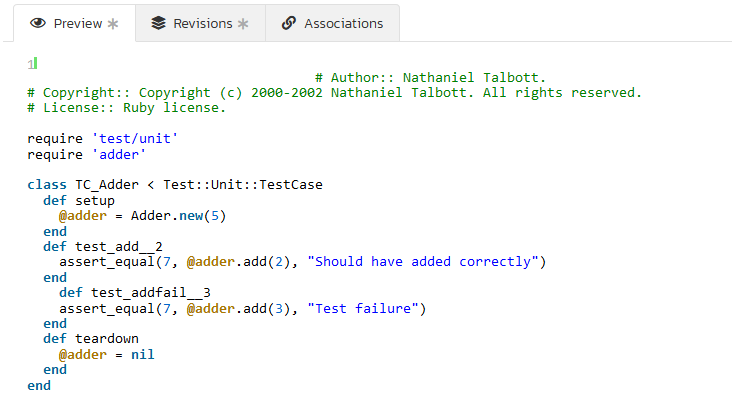 Preview * Revisions * Associations
1
# Author:: Nathaniel Talbott.
# Copyright:: Copyright (c) 2000-2002 Nathaniel Talbott. All rights reserved.
# License:: Ruby license.
require 'test/unit'
require 'adder'
class TC_Adder < Test::Unit::TestCase
  def setup
    @adder = Adder.new(5)
  end
  def test_add__2
    assert_equal(7, @adder.add(2), "Should have added correctly")
  end
    def test_addfail__3
    assert_equal(7, @adder.add(3), "Test failure")
  end
  def teardown
    @adder = nil
  end
end